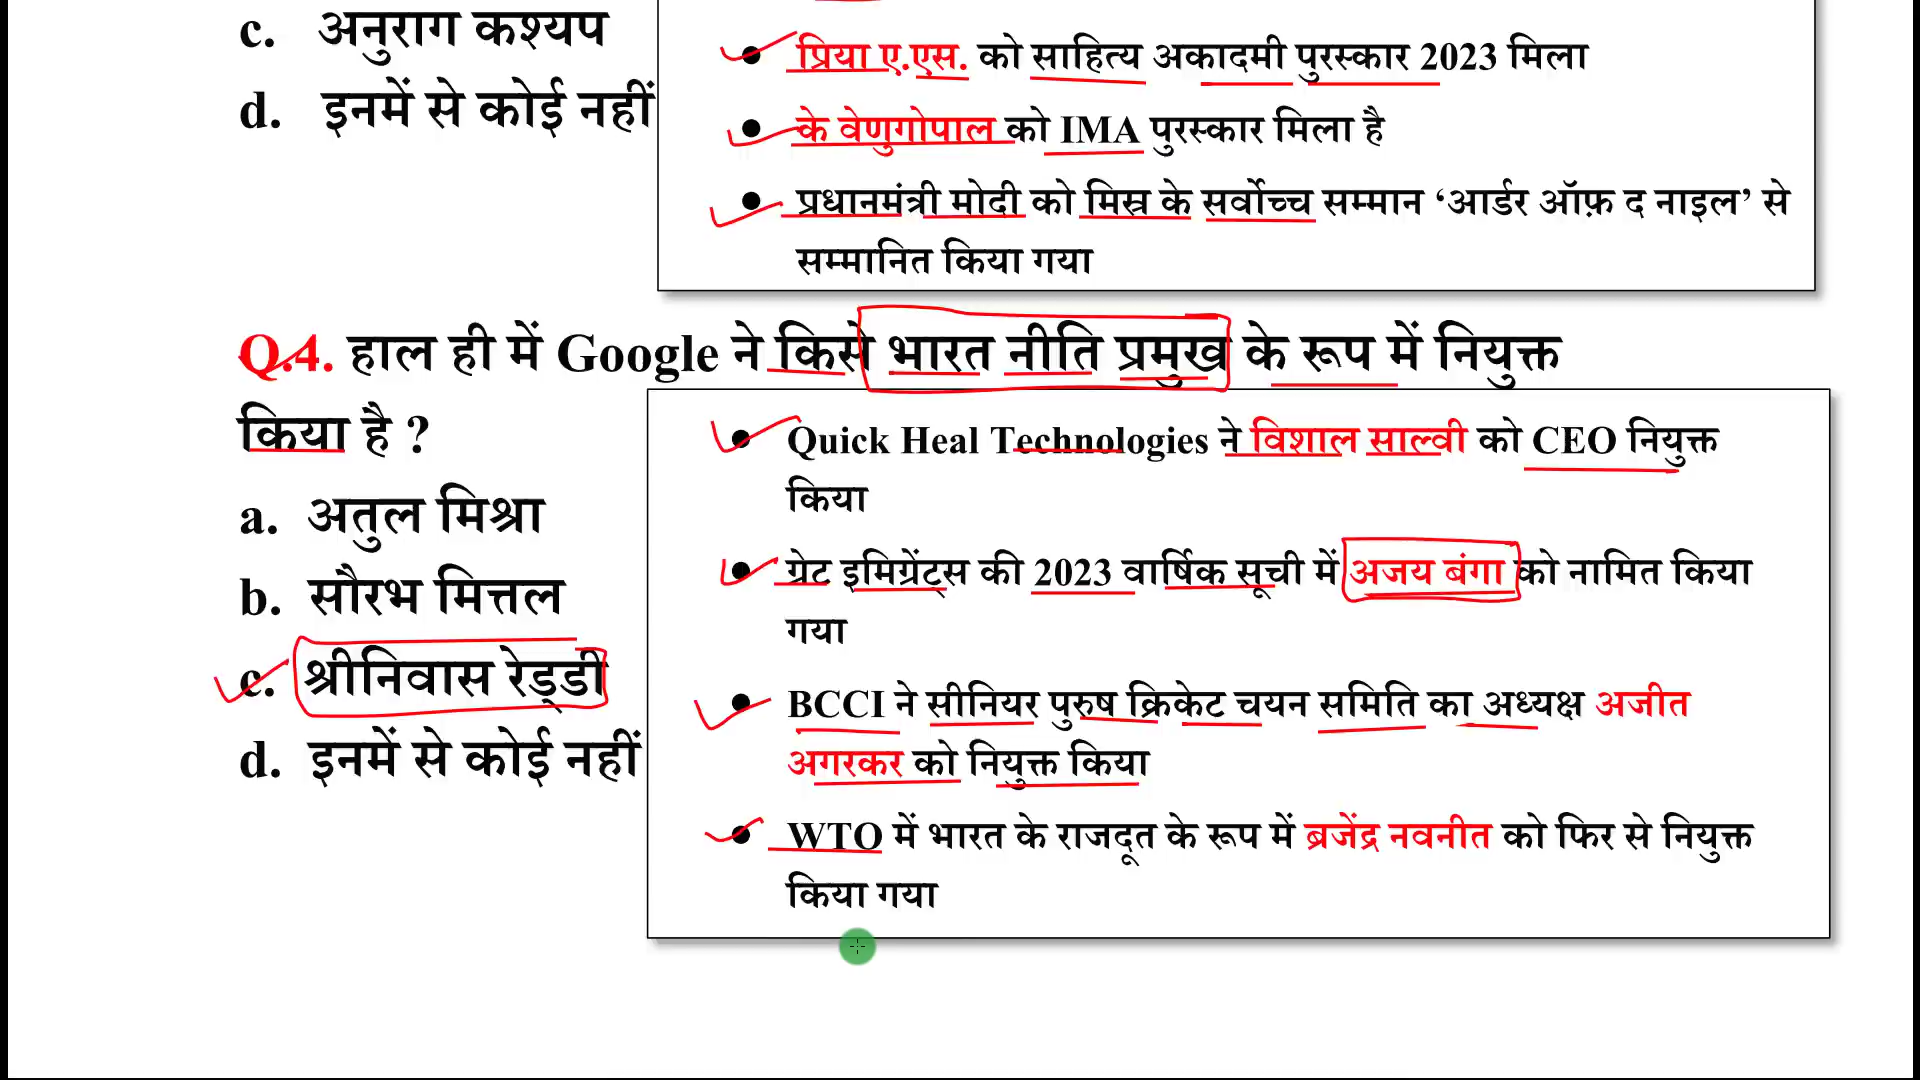 c. अनुराग कश्यप
d. इनमें से कोई नहीं
प्रिया ए.एस. को साहित्य अकादमी पुरस्कार 2023 मिला
के वेणुगोपाल को IMA पुरस्कार मिला है
प्रधानमंत्री मोदी को मिस्र के सर्वोच्च सम्मान ‘आर्डर ऑफ़ द नाइल’ से
सम्मानित किया गया
Q.4. हाल ही में Google ने किसे भारत नीति प्रमुख के रूप में नियुक्त
किया है ?
a. अतुल मिश्रा
b. सौरभ मित्तल
c. श्रीनिवास रेड्डी
d. इनमें से कोई नहीं
Quick Heal Technologies ने विशाल साल्वी को CEO नियुक्त
किया
ग्रेट इमिग्रेंट्स की 2023 वार्षिक सूची में अजय बंगा को नामित किया
गया
BCCI ने सीनियर पुरुष क्रिकेट चयन समिति का अध्यक्ष अजीत
अगरकर को नियुक्त किया
WTO में भारत के राजदूत के रूप में ब्रजेंद्र नवनीत को फिर से नियुक्त
किया गया